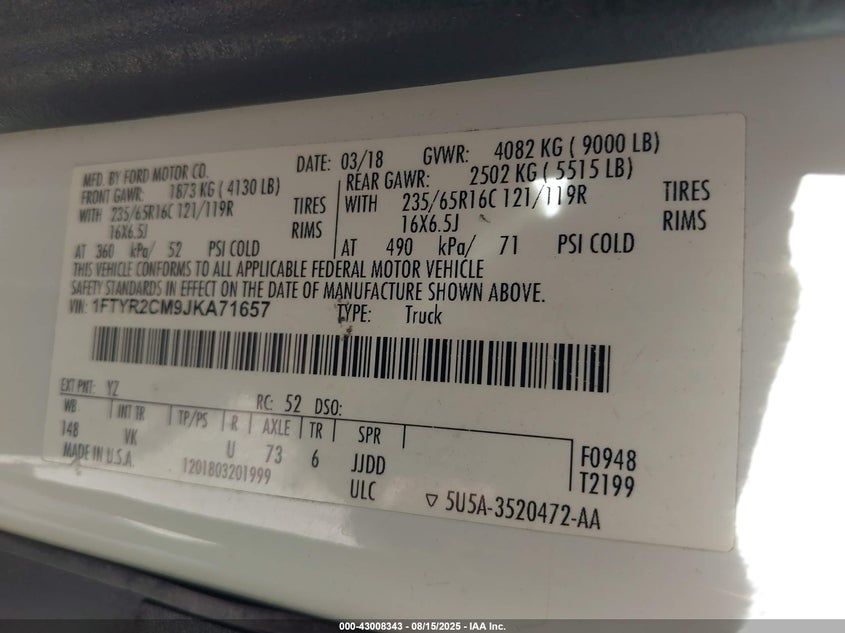 MFD. BY FORD MOTOR CO.
DATE: 03/18 GVWR: 4082 KG ( 9000 LB)
FRONT GAWR: 1873 KG ( 4130 LB)
WITH 235/65R16C 121/119R TIRES
16X6.5J RIMS
AT 360 kPa/ 52 PSI COLD
REAR GAWR: 2502 KG ( 5515 LB)
WITH 235/65R16C 121/119R TIRES
16X6.5J RIMS
AT 490 kPa/ 71 PSI COLD
THIS VEHICLE CONFORMS TO ALL APPLICABLE FEDERAL MOTOR VEHICLE
SAFETY STANDARDS IN EFFECT ON THE DATE OF MANUFACTURE SHOWN ABOVE.
VIN: 1FTYR2CM9JKA71657 TYPE: Truck
EXT PNT: YZ RC: 52 DSO:
WB INT TR TP/PS R AXLE TR SPR
148 VK U 73 6 JJDD
MADE IN U.S.A. 1201803201999 ULC
F0948
T2199
5U5A-3520472-AA
000-43008343 - 08/15/2025 - IAA Inc.